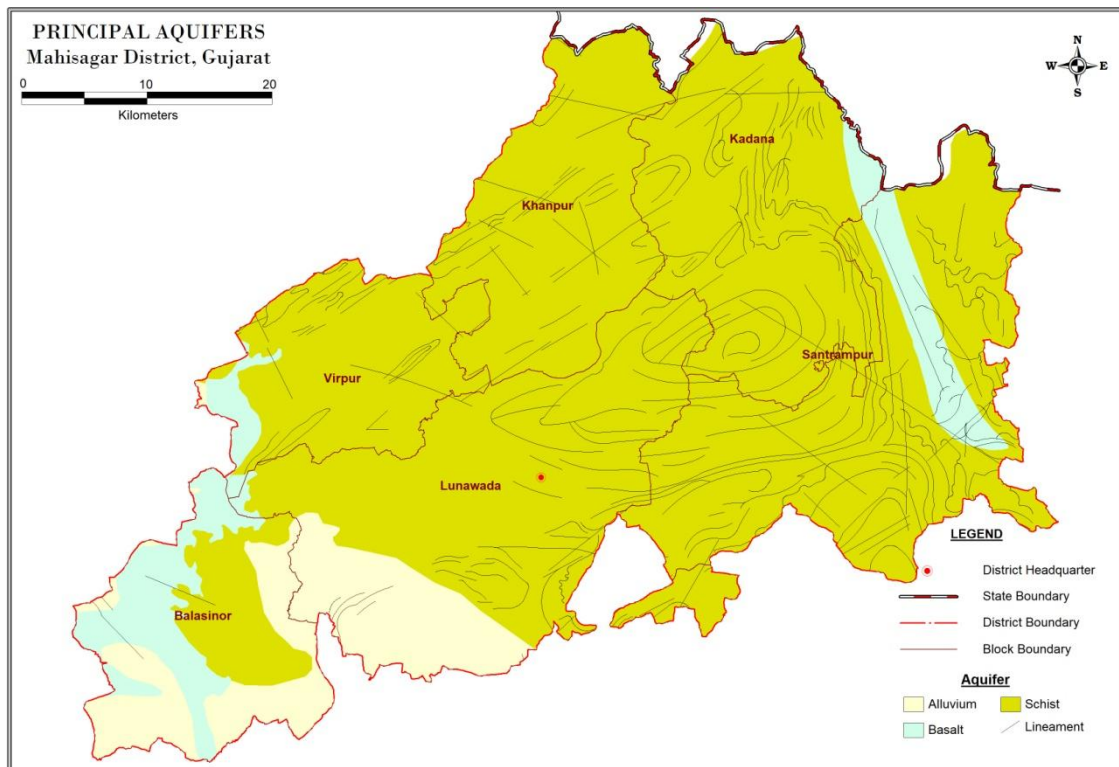 PRINCIPAL AQUIFERS
Mahisagar District, Gujarat
0 10 20
Kilometers
N
W E
S
Kadana
Khanpur
Santrampur
Virpur
Lunawada
Balasinor
LEGEND
District Headquarter
State Boundary
District Boundary
Block Boundary
Aquifer
Alluvium Schist
Basalt Lineament